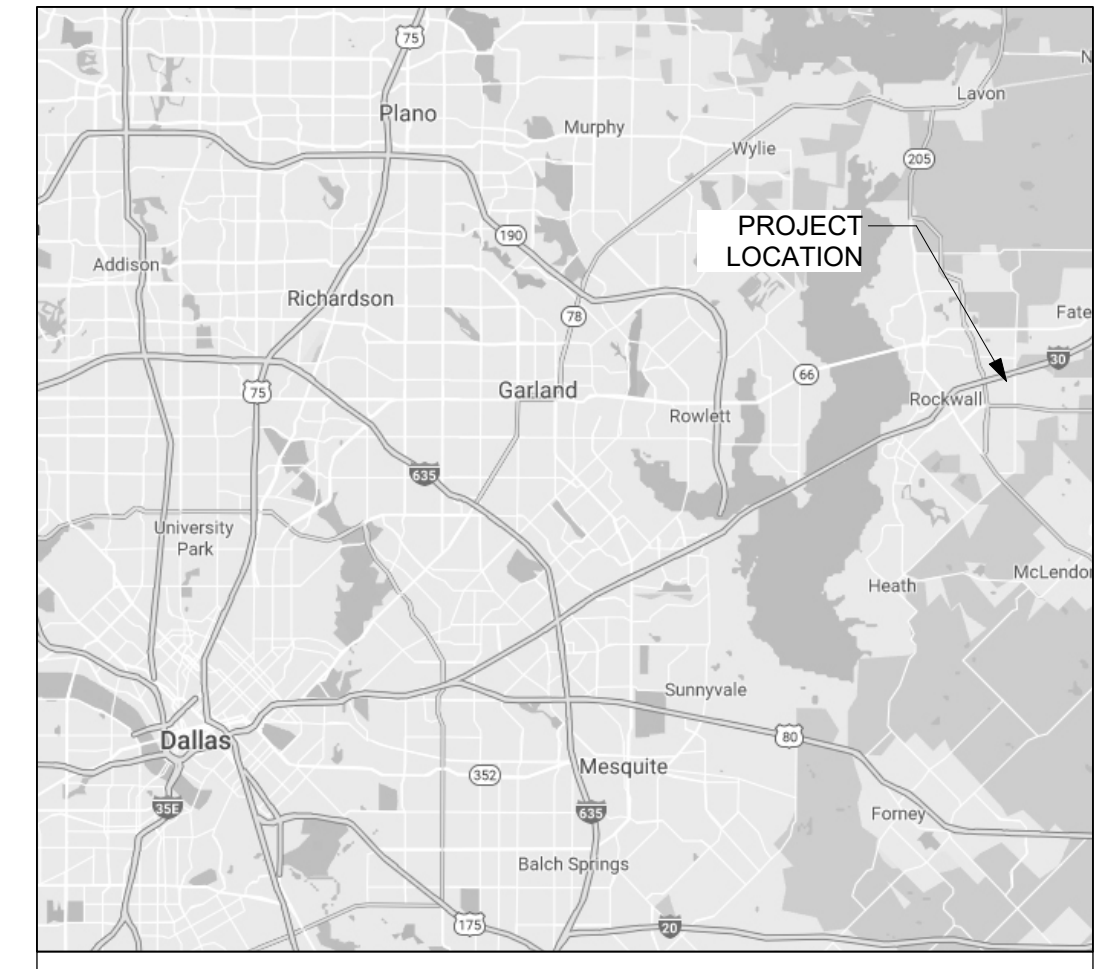 75
Plano
Murphy
Lavon
N
Wylie
205
PROJECT
LOCATION
190
Addison
Richardson
78
Fate
30
66
75
Garland
Rowlett
Rockwall
635
University
Park
Heath
McLendon
Sunnyvale
80
Dallas
352
Mesquite
35E
635
Forney
Balch Springs
175
20